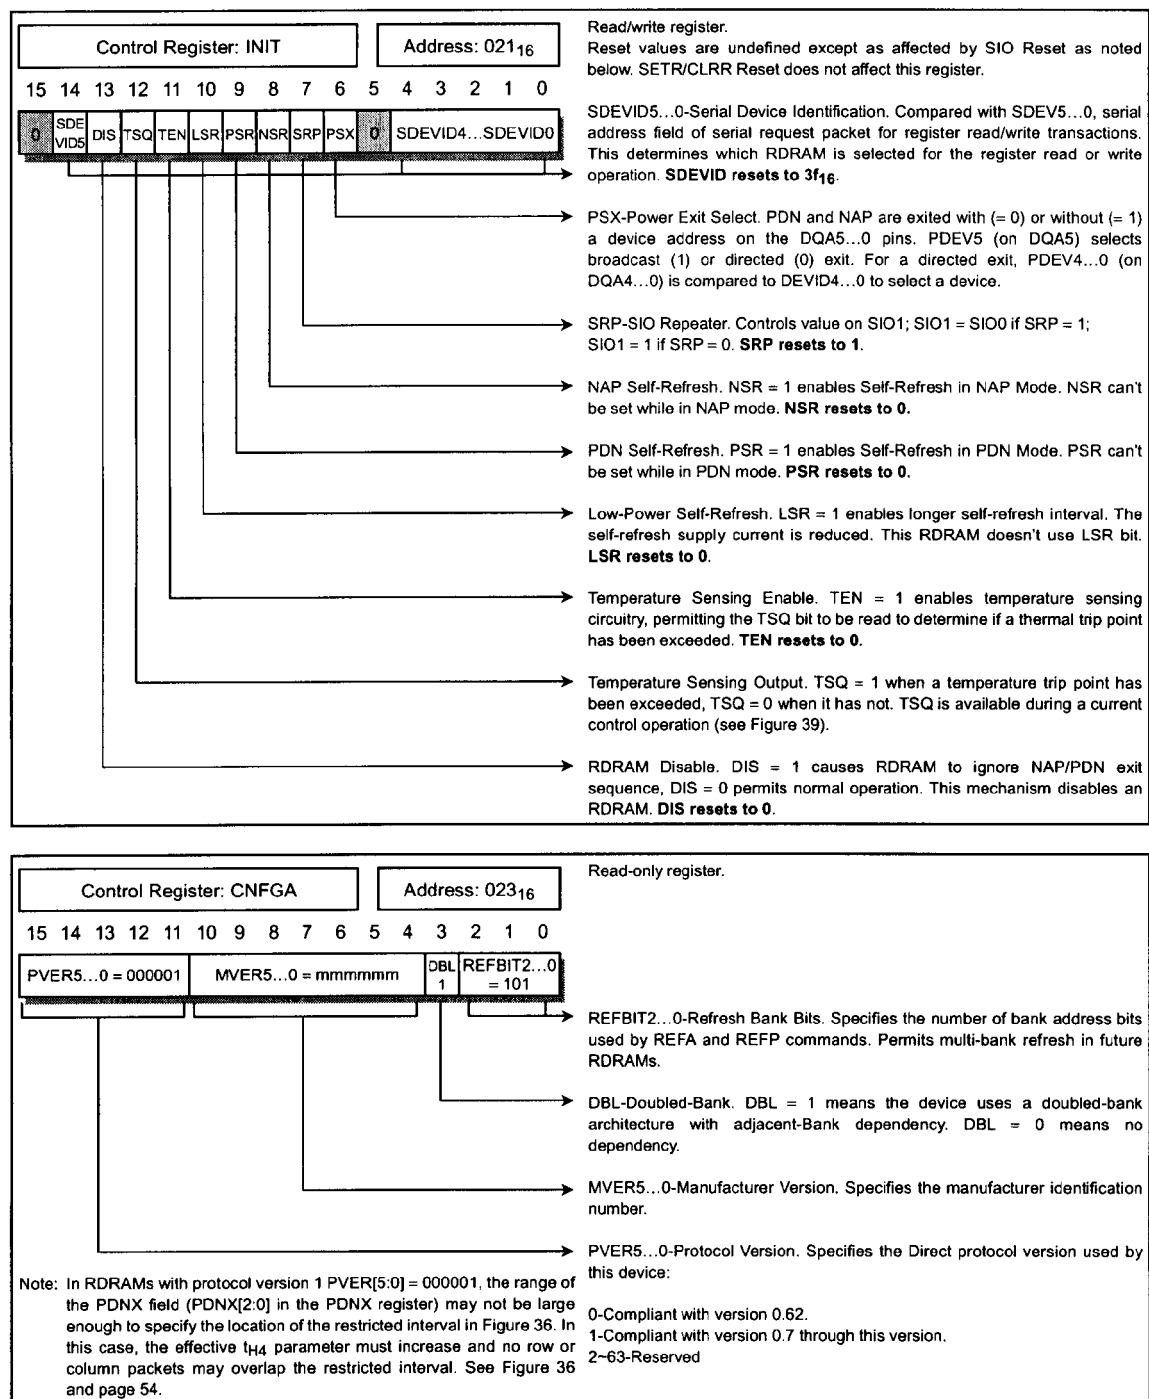 Control Register: INIT
Address: 021₁₆
15 14 13 12 11 10 9 8 7 6 5 4 3 2 1 0
0 SDEVID5 DIS TSQ TEN LSR PSR NSR SRP PSX 0 SDEVID4...SDEVID0
Read/write register.
Reset values are undefined except as affected by SIO Reset as noted
below. SETR/CLRR Reset does not affect this register.
SDEVID5...0-Serial Device Identification. Compared with SDEV5...0, serial
address field of serial request packet for register read/write transactions.
This determines which RDRAM is selected for the register read or write
operation. SDEVID resets to 3f₁₆.
PSX-Power Exit Select. PDN and NAP are exited with (= 0) or without (= 1)
a device address on the DQA5...0 pins. PDEV5 (on DQA5) selects
broadcast (1) or directed (0) exit. For a directed exit, PDEV4...0 (on
DQA4...0) is compared to DEVID4...0 to select a device.
SRP-SIO Repeater. Controls value on SIO1; SIO1 = SIO0 if SRP = 1;
SIO1 = 1 if SRP = 0. SRP resets to 1.
NAP Self-Refresh. NSR = 1 enables Self-Refresh in NAP Mode. NSR can't
be set while in NAP mode. NSR resets to 0.
PDN Self-Refresh. PSR = 1 enables Self-Refresh in PDN Mode. PSR can't
be set while in PDN mode. PSR resets to 0.
Low-Power Self-Refresh. LSR = 1 enables longer self-refresh interval. The
self-refresh supply current is reduced. This RDRAM doesn't use LSR bit.
LSR resets to 0.
Temperature Sensing Enable. TEN = 1 enables temperature sensing
circuitry, permitting the TSQ bit to be read to determine if a thermal trip point
has been exceeded. TEN resets to 0.
Temperature Sensing Output. TSQ = 1 when a temperature trip point has
been exceeded, TSQ = 0 when it has not. TSQ is available during a current
control operation (see Figure 39).
RDRAM Disable. DIS = 1 causes RDRAM to ignore NAP/PDN exit
sequence, DIS = 0 permits normal operation. This mechanism disables an
RDRAM. DIS resets to 0.
Control Register: CNFGA
Address: 023₁₆
15 14 13 12 11 10 9 8 7 6 5 4 3 2 1 0
PVER5...0 = 000001 MVER5...0 = mmmmmm DBL 1 REFBIT2...0 = 101
Read-only register.
REFBIT2...0-Refresh Bank Bits. Specifies the number of bank address bits
used by REFA and REFP commands. Permits multi-bank refresh in future
RDRAMs.
DBL-Doubled-Bank. DBL = 1 means the device uses a doubled-bank
architecture with adjacent-Bank dependency. DBL = 0 means no
dependency.
MVER5...0-Manufacturer Version. Specifies the manufacturer identification
number.
PVER5...0-Protocol Version. Specifies the Direct protocol version used by
this device:
0-Compliant with version 0.62.
1-Compliant with version 0.7 through this version.
2~63-Reserved
Note: In RDRAMs with protocol version 1 PVER[5:0] = 000001, the range of
the PDNX field (PDNX[2:0] in the PDNX register) may not be large
enough to specify the location of the restricted interval in Figure 36. In
this case, the effective tH4 parameter must increase and no row or
column packets may overlap the restricted interval. See Figure 36
and page 54.